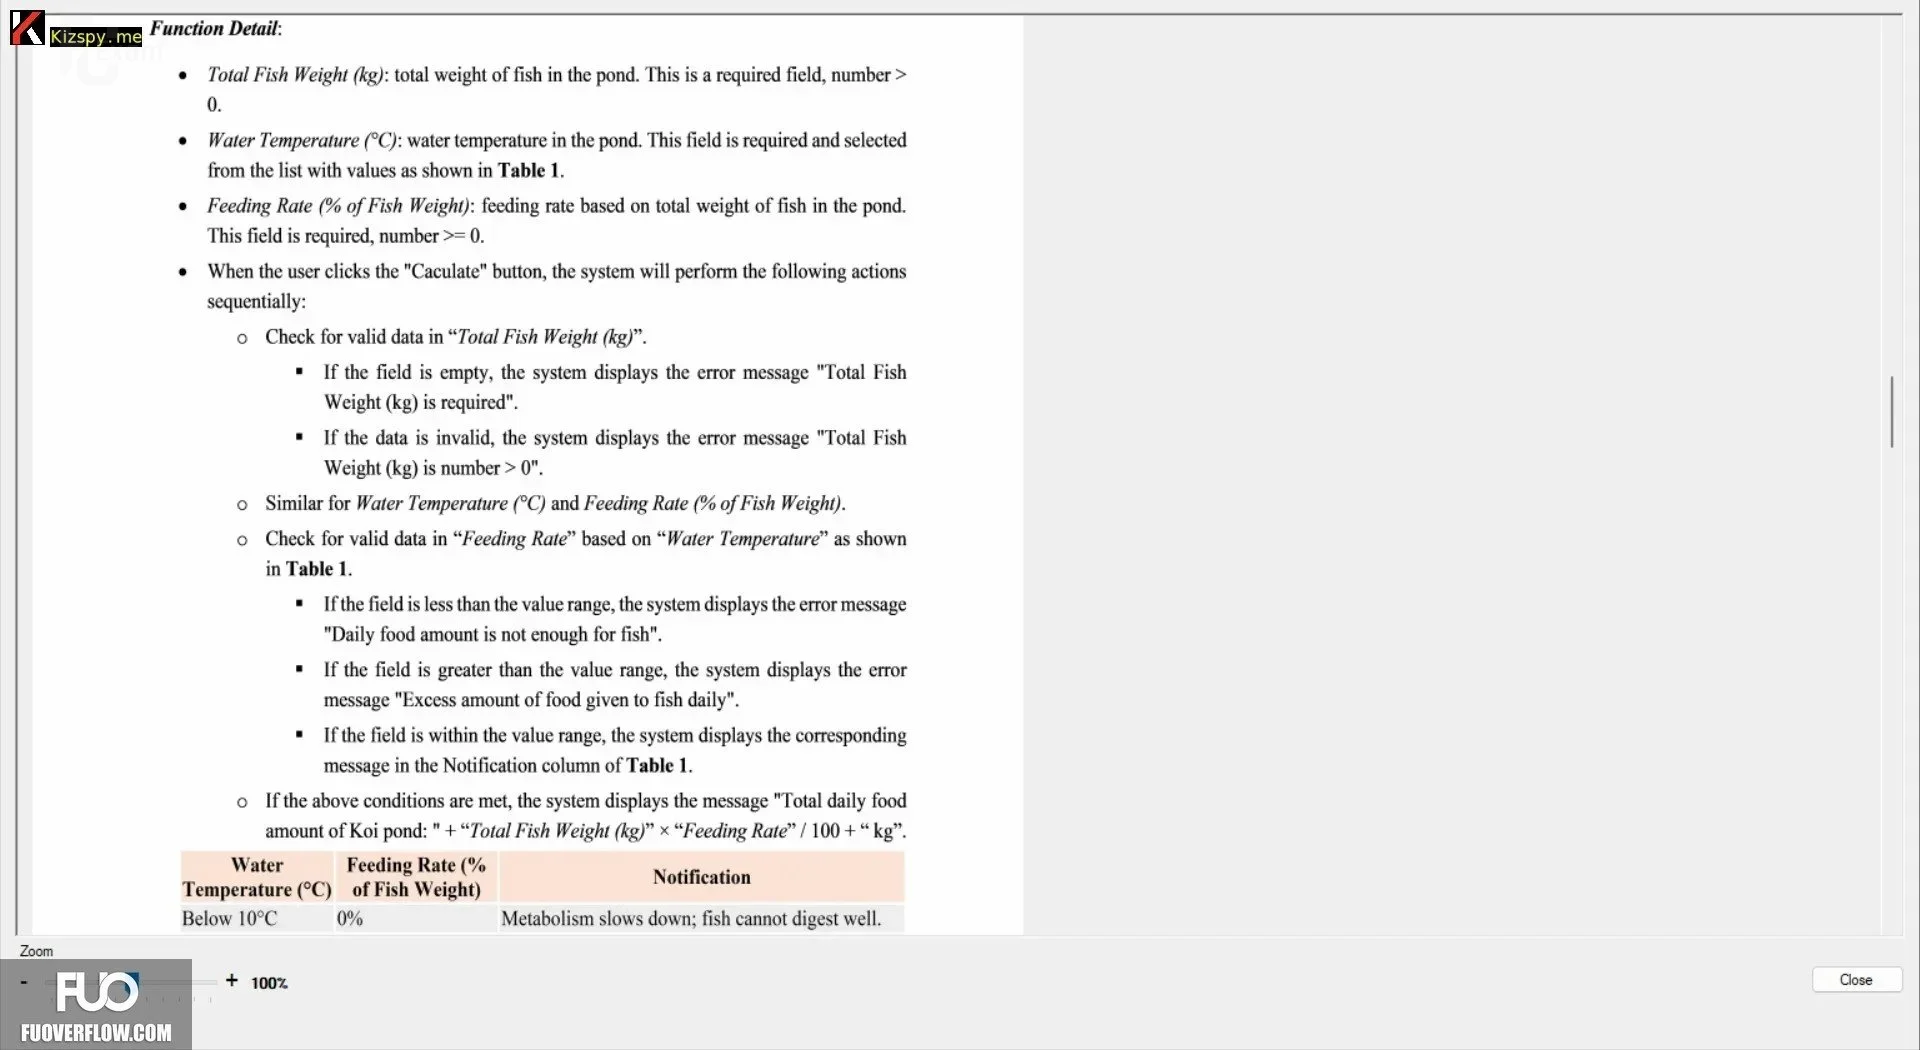 Kizspy.me
Function Detail:
• Total Fish Weight (kg): total weight of fish in the pond. This is a required field, number >
0.
• Water Temperature (°C): water temperature in the pond. This field is required and selected
from the list with values as shown in Table 1.
• Feeding Rate (% of Fish Weight): feeding rate based on total weight of fish in the pond.
This field is required, number >= 0.
• When the user clicks the "Caculate" button, the system will perform the following actions
sequentially:
o Check for valid data in “Total Fish Weight (kg)”.
▪ If the field is empty, the system displays the error message "Total Fish
Weight (kg) is required".
▪ If the data is invalid, the system displays the error message "Total Fish
Weight (kg) is number > 0".
o Similar for Water Temperature (°C) and Feeding Rate (% of Fish Weight).
o Check for valid data in “Feeding Rate” based on “Water Temperature” as shown
in Table 1.
▪ If the field is less than the value range, the system displays the error message
"Daily food amount is not enough for fish".
▪ If the field is greater than the value range, the system displays the error
message "Excess amount of food given to fish daily".
▪ If the field is within the value range, the system displays the corresponding
message in the Notification column of Table 1.
o If the above conditions are met, the system displays the message "Total daily food
amount of Koi pond: " + “Total Fish Weight (kg)” × “Feeding Rate” / 100 + “ kg”.
Water Temperature (°C) Feeding Rate (% of Fish Weight) Notification
Below 10°C 0% Metabolism slows down; fish cannot digest well.
Zoom
- + 100%
Close
FUO
FUOVERFLOW.COM